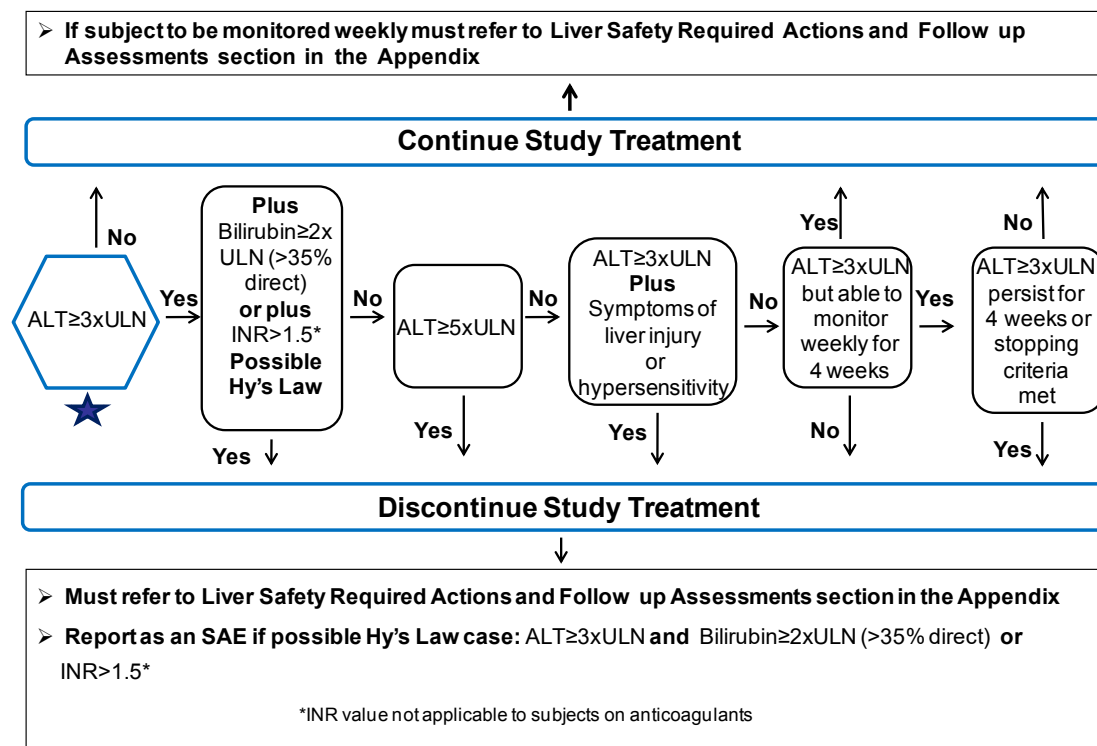 ➢ If subject to be monitored weekly must refer to Liver Safety Required Actions and Follow up
Assessments section in the Appendix
Continue Study Treatment
No
Yes
No
ALT≥3xULN
Yes
Plus
Bilirubin≥2x
ULN (>35%
direct)
or plus
INR>1.5*
Possible
Hy's Law
No
Yes
ALT≥5xULN
No
Yes
ALT≥3xULN
Plus
Symptoms of
liver injury
or
hypersensitivity
No
Yes
ALT≥3xULN
but able to
monitor
weekly for
4 weeks
Yes
No
ALT≥3xULN
persist for
4 weeks or
stopping
criteria
met
Yes
Discontinue Study Treatment
➢ Must refer to Liver Safety Required Actions and Follow up Assessments section in the Appendix
➢ Report as an SAE if possible Hy's Law case: ALT≥3xULN and Bilirubin≥2xULN (>35% direct) or
INR>1.5*
*INR value not applicable to subjects on anticoagulants